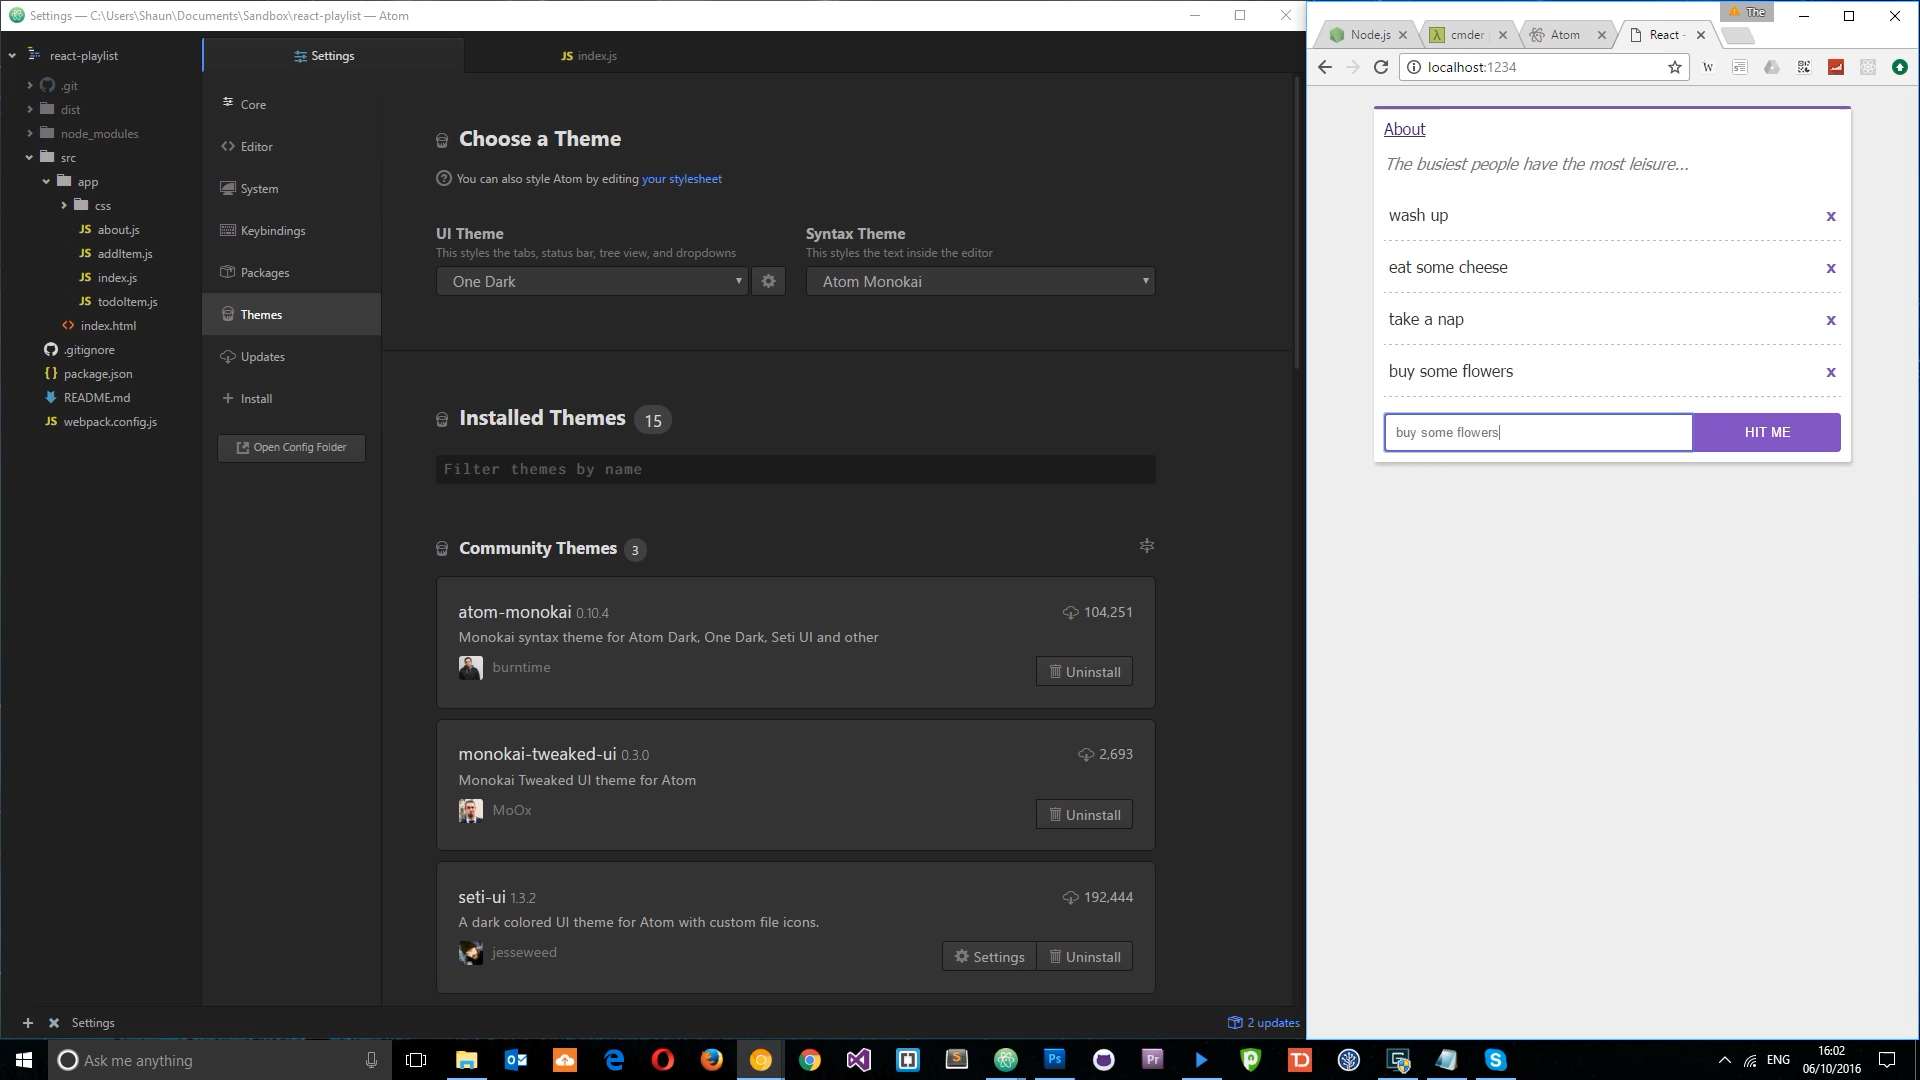 Settings — C:\Users\Shaun\Documents\Sandbox\react-playlist — Atom
react-playlist
.git
dist
node_modules
src
app
css
about.js
addItem.js
index.js
todoItem.js
index.html
.gitignore
package.json
README.md
webpack.config.js
Settings
index.js
Core
Editor
System
Keybindings
Packages
Themes
Updates
Install
Open Config Folder
Choose a Theme
You can also style Atom by editing your stylesheet
UI Theme
This styles the tabs, status bar, tree view, and dropdowns
One Dark
Syntax Theme
This styles the text inside the editor
Atom Monokai
Installed Themes 15
Filter themes by name
Community Themes 3
atom-monokai 0.10.4
104,251
Monokai syntax theme for Atom Dark, One Dark, Seti UI and other
burntime
Uninstall
monokai-tweaked-ui 0.3.0
2,693
Monokai Tweaked UI theme for Atom
MoOx
Uninstall
seti-ui 1.3.2
192,444
A dark colored UI theme for Atom with custom file icons.
jesseweed
Settings
Uninstall
Settings
2 updates
The
Node.js
cmder
Atom
React -
localhost:1234
About
The busiest people have the most leisure...
wash up x
eat some cheese x
take a nap x
buy some flowers x
buy some flowers
HIT ME
Ask me anything
ENG
16:02
06/10/2016